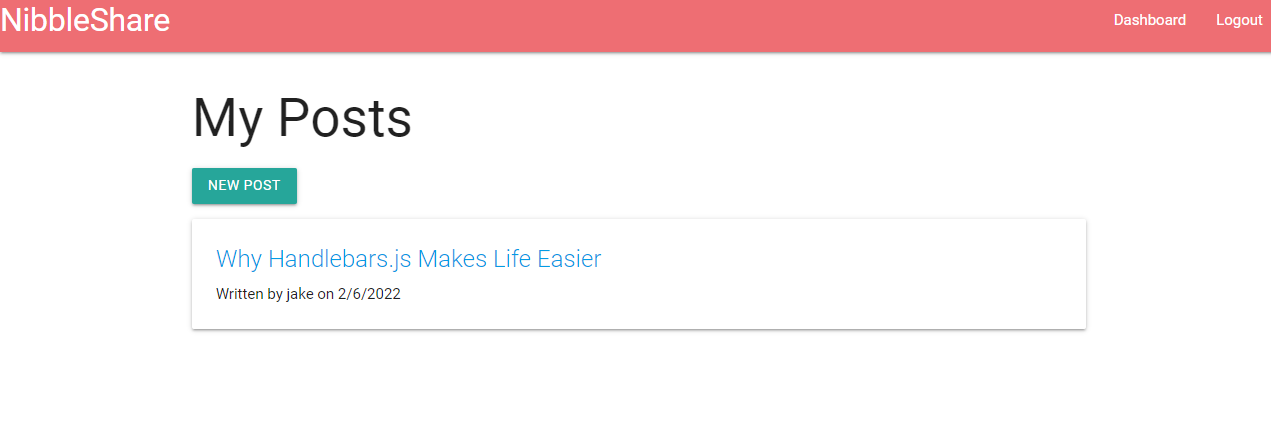 NibbleShare
Dashboard
Logout
My Posts
NEW POST
Why Handlebars.js Makes Life Easier
Written by jake on 2/6/2022